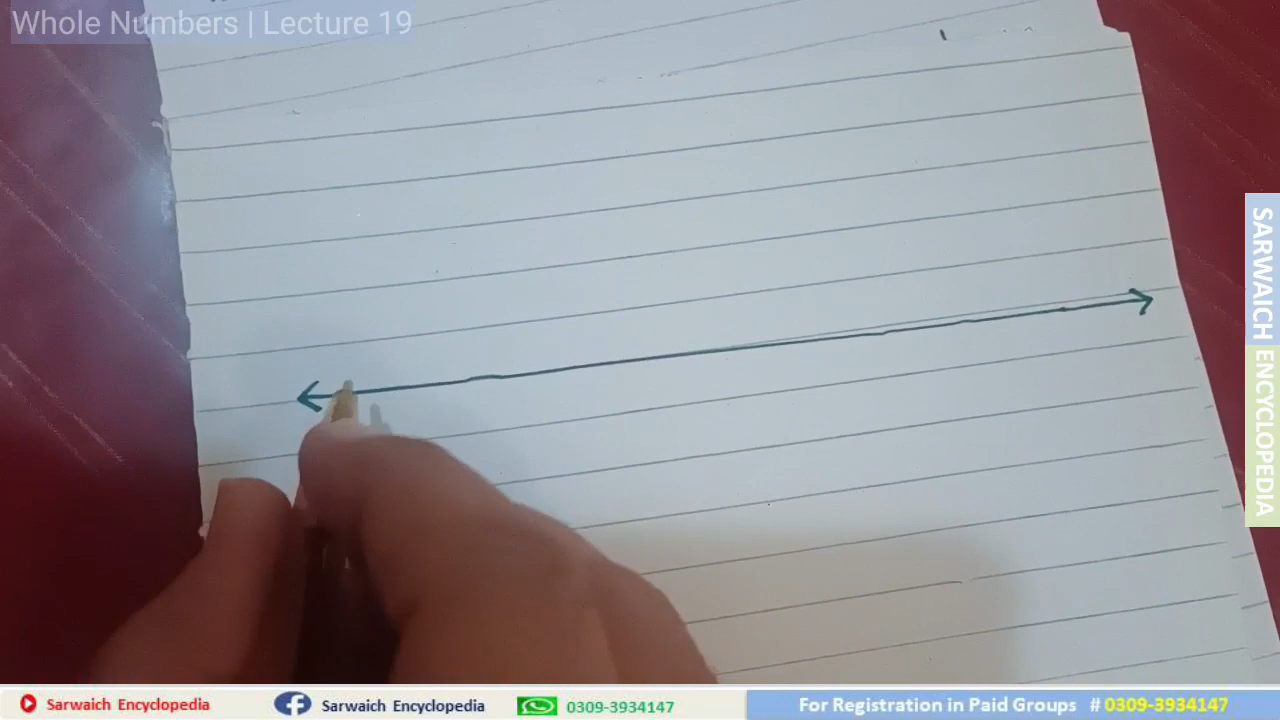 Whole Numbers | Lecture 19
SARWAICH ENCYCLOPEDIA
Sarwaich Encyclopedia
Sarwaich Encyclopedia
0309-3934147
For Registration in Paid Groups # 0309-3934147